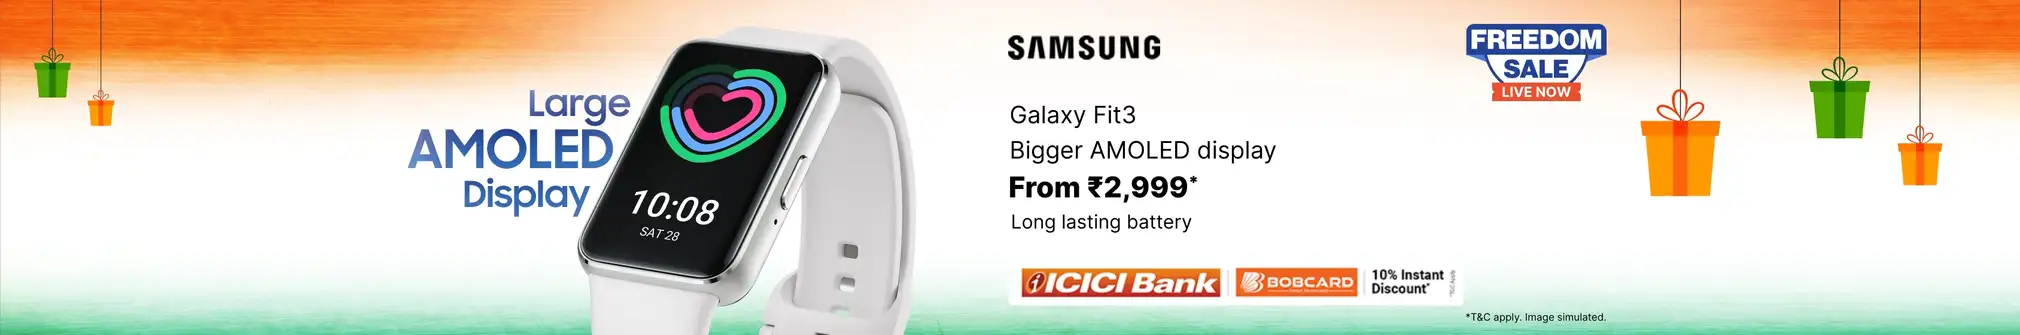 Large
AMOLED
Display
10:08
SAT 28
SAMSUNG
Galaxy Fit3
Bigger AMOLED display
From ₹2,999*
Long lasting battery
ICICI Bank
BOBCARD
10% Instant
Discount*
*T&C apply. Image simulated.
FREEDOM
SALE
LIVE NOW